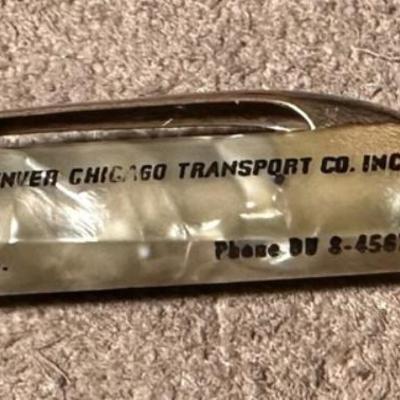 NVER CHICAGO TRANSPORT CO. INC
. Phone DU 8-456